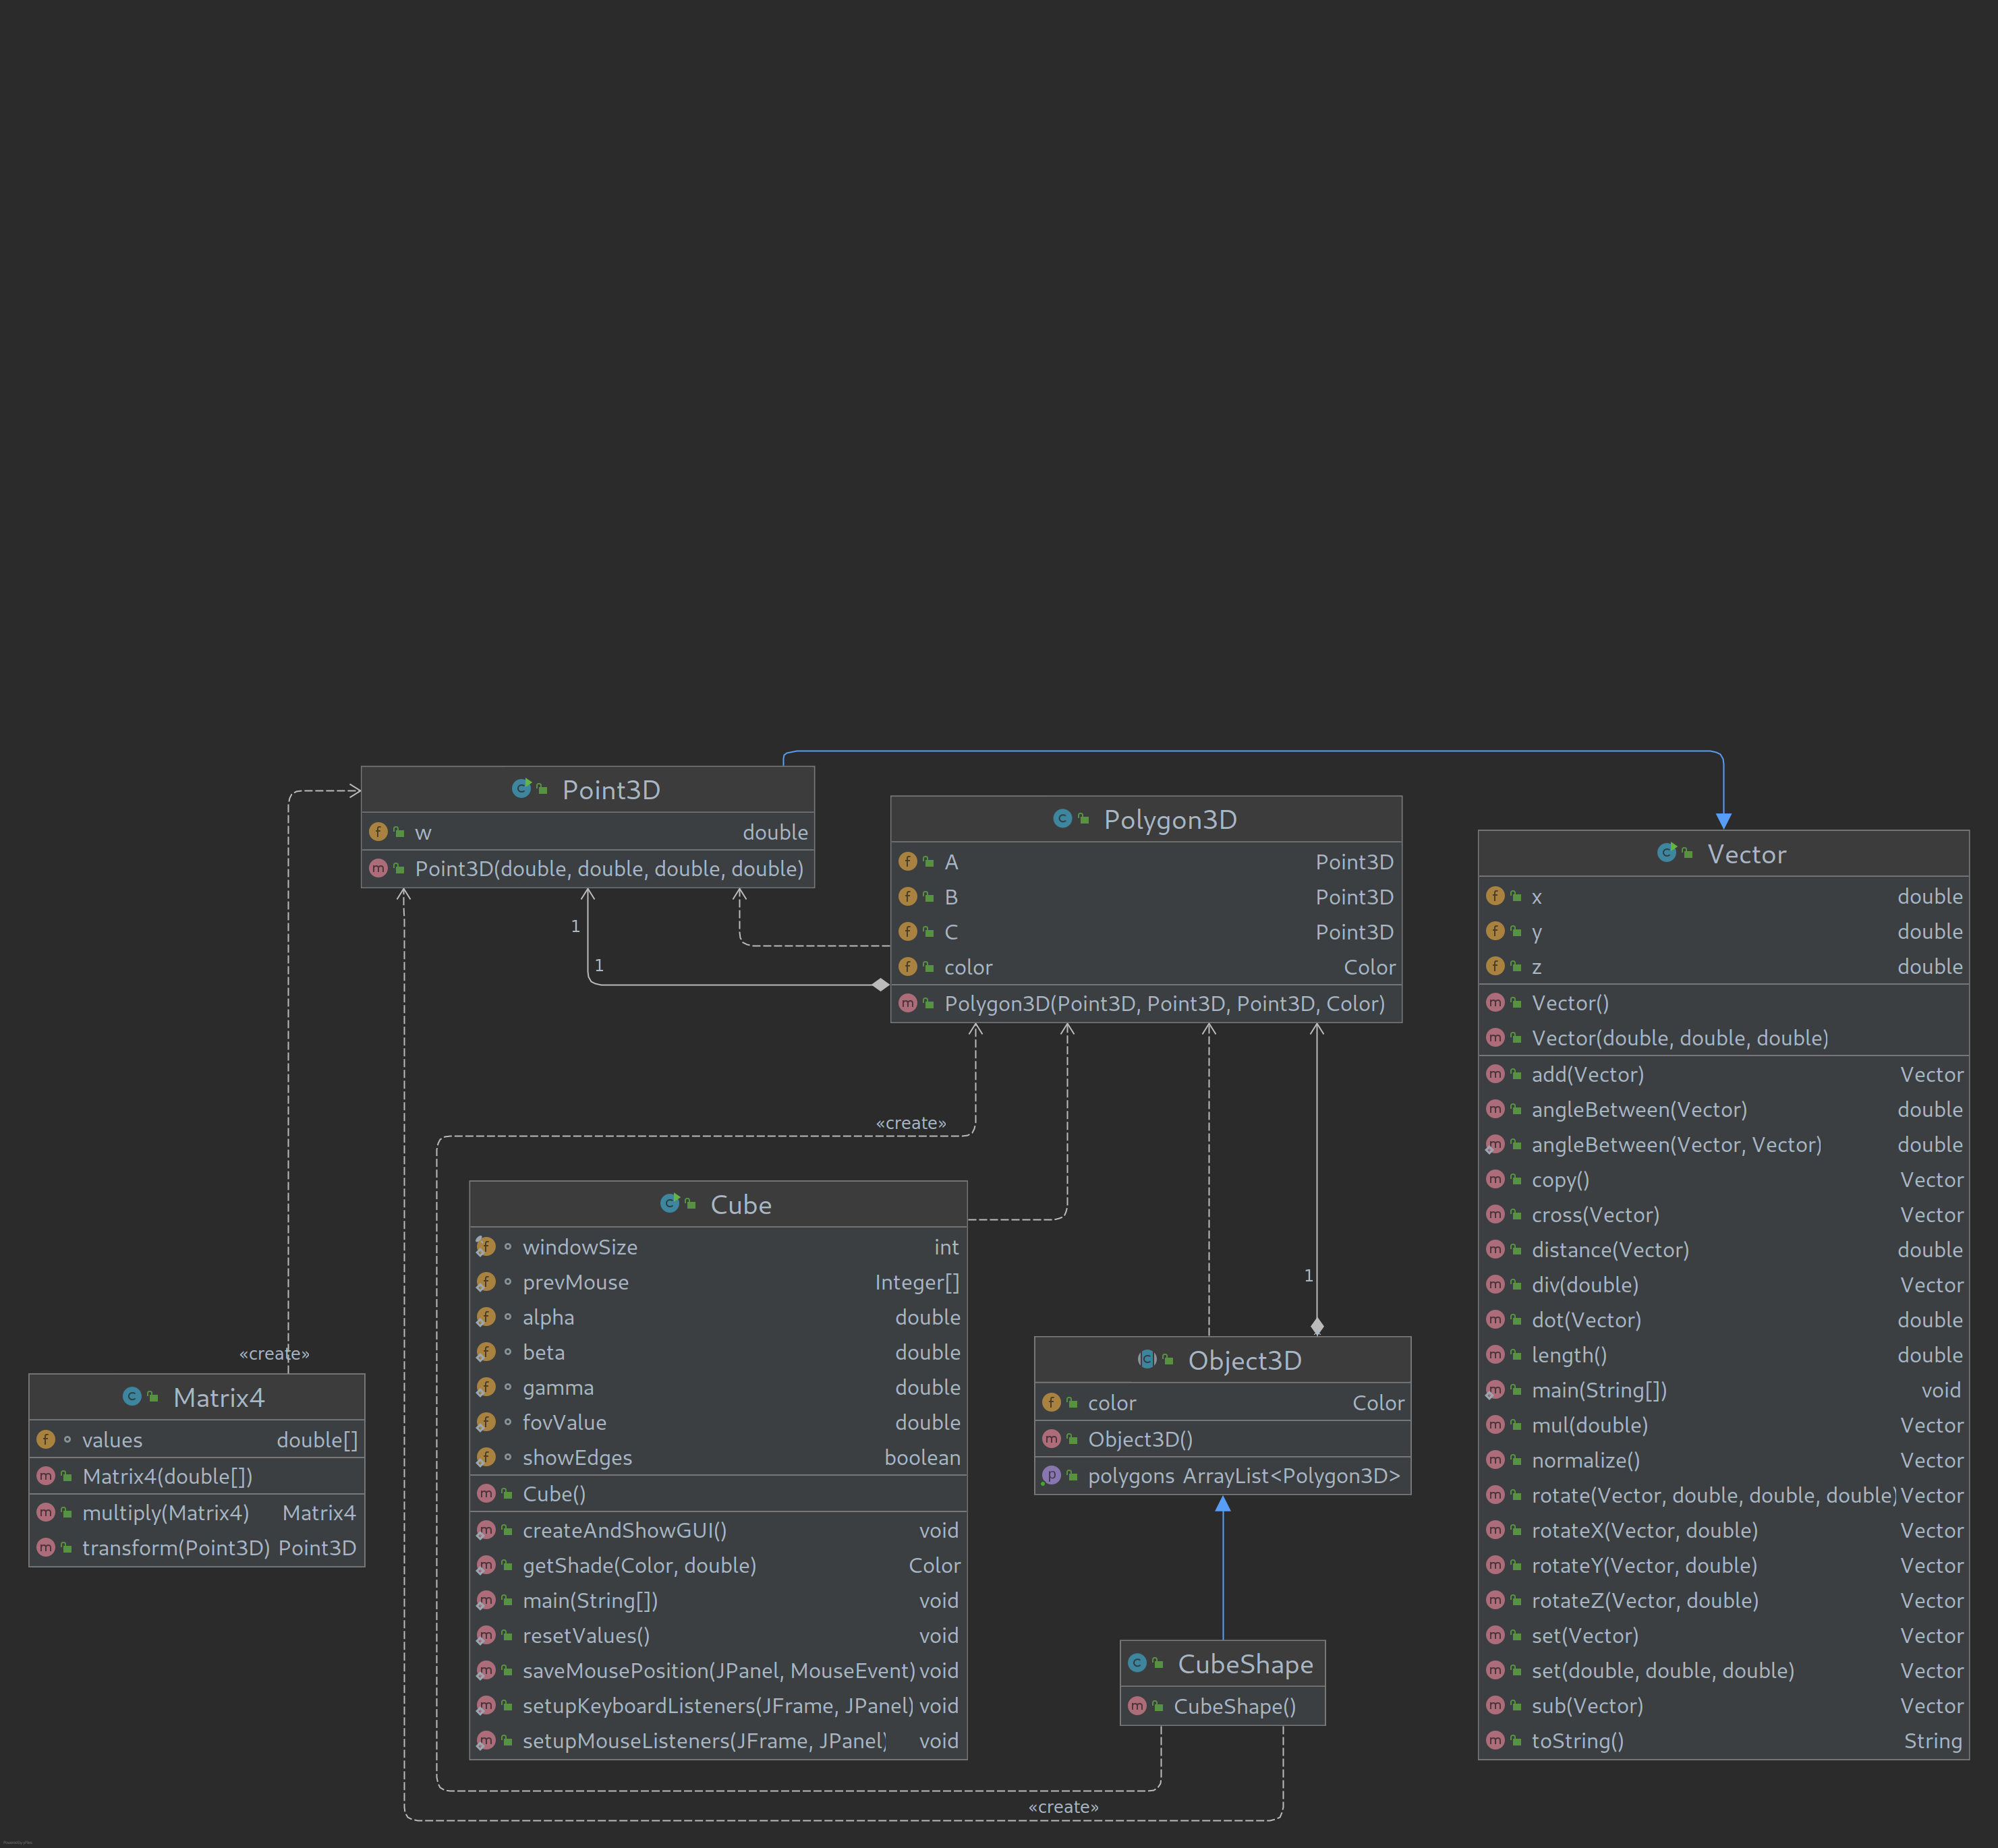 Point3D
w double
Point3D(double, double, double, double)
Polygon3D
A Point3D
B Point3D
C Point3D
color Color
Polygon3D(Point3D, Point3D, Point3D, Color)
Vector
x double
y double
z double
Vector()
Vector(double, double, double)
add(Vector) Vector
angleBetween(Vector) double
angleBetween(Vector, Vector) double
copy() Vector
cross(Vector) Vector
distance(Vector) double
div(double) Vector
dot(Vector) double
length() double
main(String[]) void
mul(double) Vector
normalize() Vector
rotate(Vector, double, double, double) Vector
rotateX(Vector, double) Vector
rotateY(Vector, double) Vector
rotateZ(Vector, double) Vector
set(Vector) Vector
set(double, double, double) Vector
sub(Vector) Vector
toString() String
1
1
«create»
Cube
windowSize int
prevMouse Integer[]
alpha double
beta double
gamma double
fovValue double
showEdges boolean
Cube()
createAndShowGUI() void
getShade(Color, double) Color
main(String[]) void
resetValues() void
saveMousePosition(JPanel, MouseEvent) void
setupKeyboardListeners(JFrame, JPanel) void
setupMouseListeners(JFrame, JPanel) void
1
Object3D
color Color
Object3D()
polygons ArrayList<Polygon3D>
«create»
Matrix4
values double[]
Matrix4(double[])
multiply(Matrix4) Matrix4
transform(Point3D) Point3D
CubeShape
CubeShape()
«create»